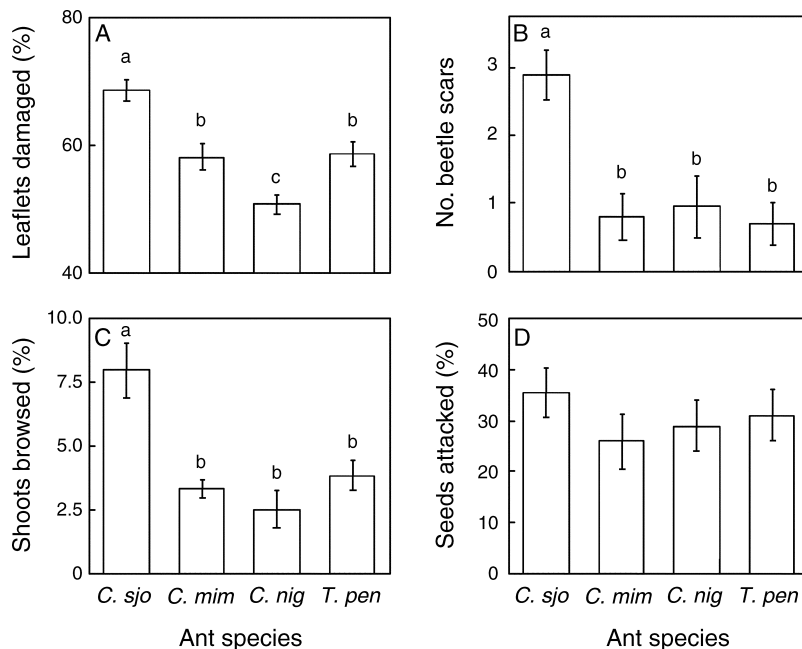 A
Leaflets damaged (%)
80
60
40
a
b
c
b
B
No. beetle scars
3
2
1
0
a
b
b
b
C
Shoots browsed (%)
10.0
7.5
5.0
2.5
0
a
b
b
b
C. sjo C. mim C. nig T. pen
Ant species
D
Seeds attacked (%)
50
40
30
20
10
0
C. sjo C. mim C. nig T. pen
Ant species